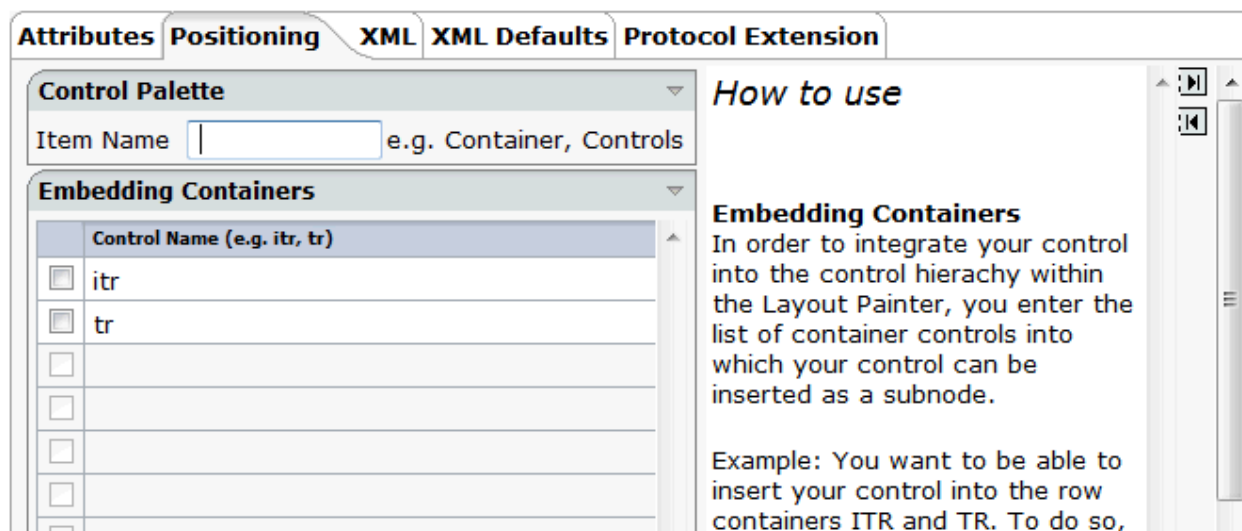 Attributes Positioning XML XML Defaults Protocol Extension
Control Palette
Item Name e.g. Container, Controls
Embedding Containers
Control Name (e.g. itr, tr)
itr
tr
How to use
Embedding Containers
In order to integrate your control
into the control hierachy within
the Layout Painter, you enter the
list of container controls into
which your control can be
inserted as a subnode.
Example: You want to be able to
insert your control into the row
containers ITR and TR. To do so,